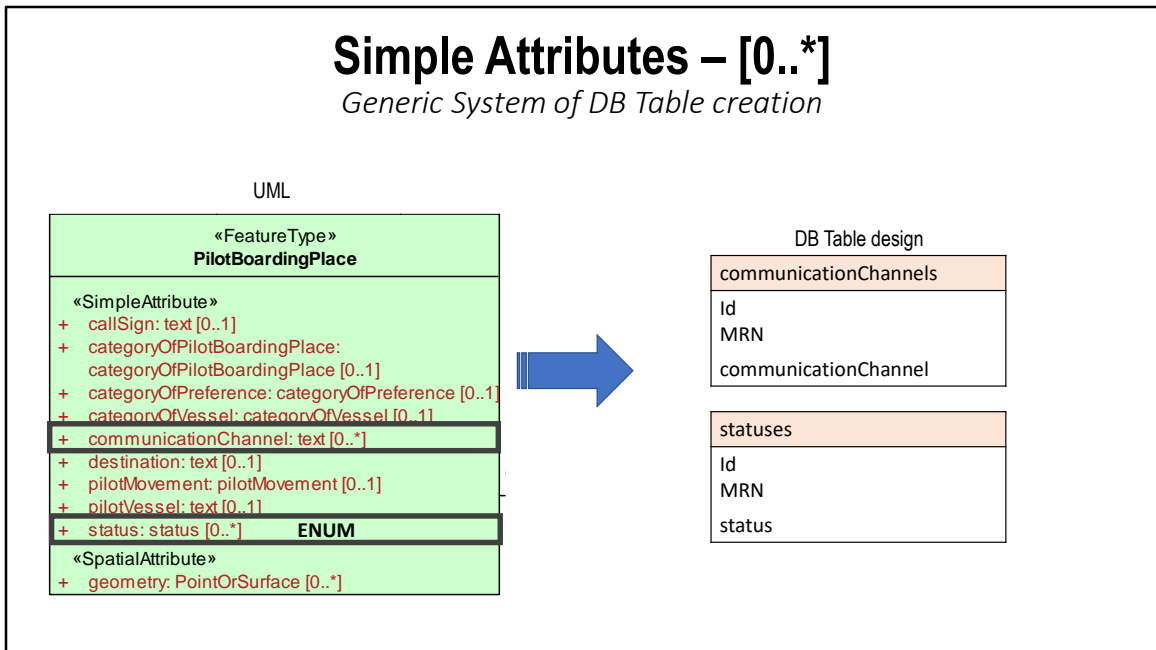 Simple Attributes – [0..*]
Generic System of DB Table creation
UML
«FeatureType»
PilotBoardingPlace
«SimpleAttribute»
+ callSign: text [0..1]
+ categoryOfPilotBoardingPlace:
categoryOfPilotBoardingPlace [0..1]
+ categoryOfPreference: categoryOfPreference [0..1]
+ categoryOfVessel: categoryOfVessel [0..1]
+ communicationChannel: text [0..*]
+ destination: text [0..1]
+ pilotMovement: pilotMovement [0..1]
+ pilotVessel: text [0..1]
+ status: status [0..*] ENUM
«SpatialAttribute»
+ geometry: PointOrSurface [0..*]
DB Table design
communicationChannels
Id
MRN
communicationChannel
statuses
Id
MRN
status